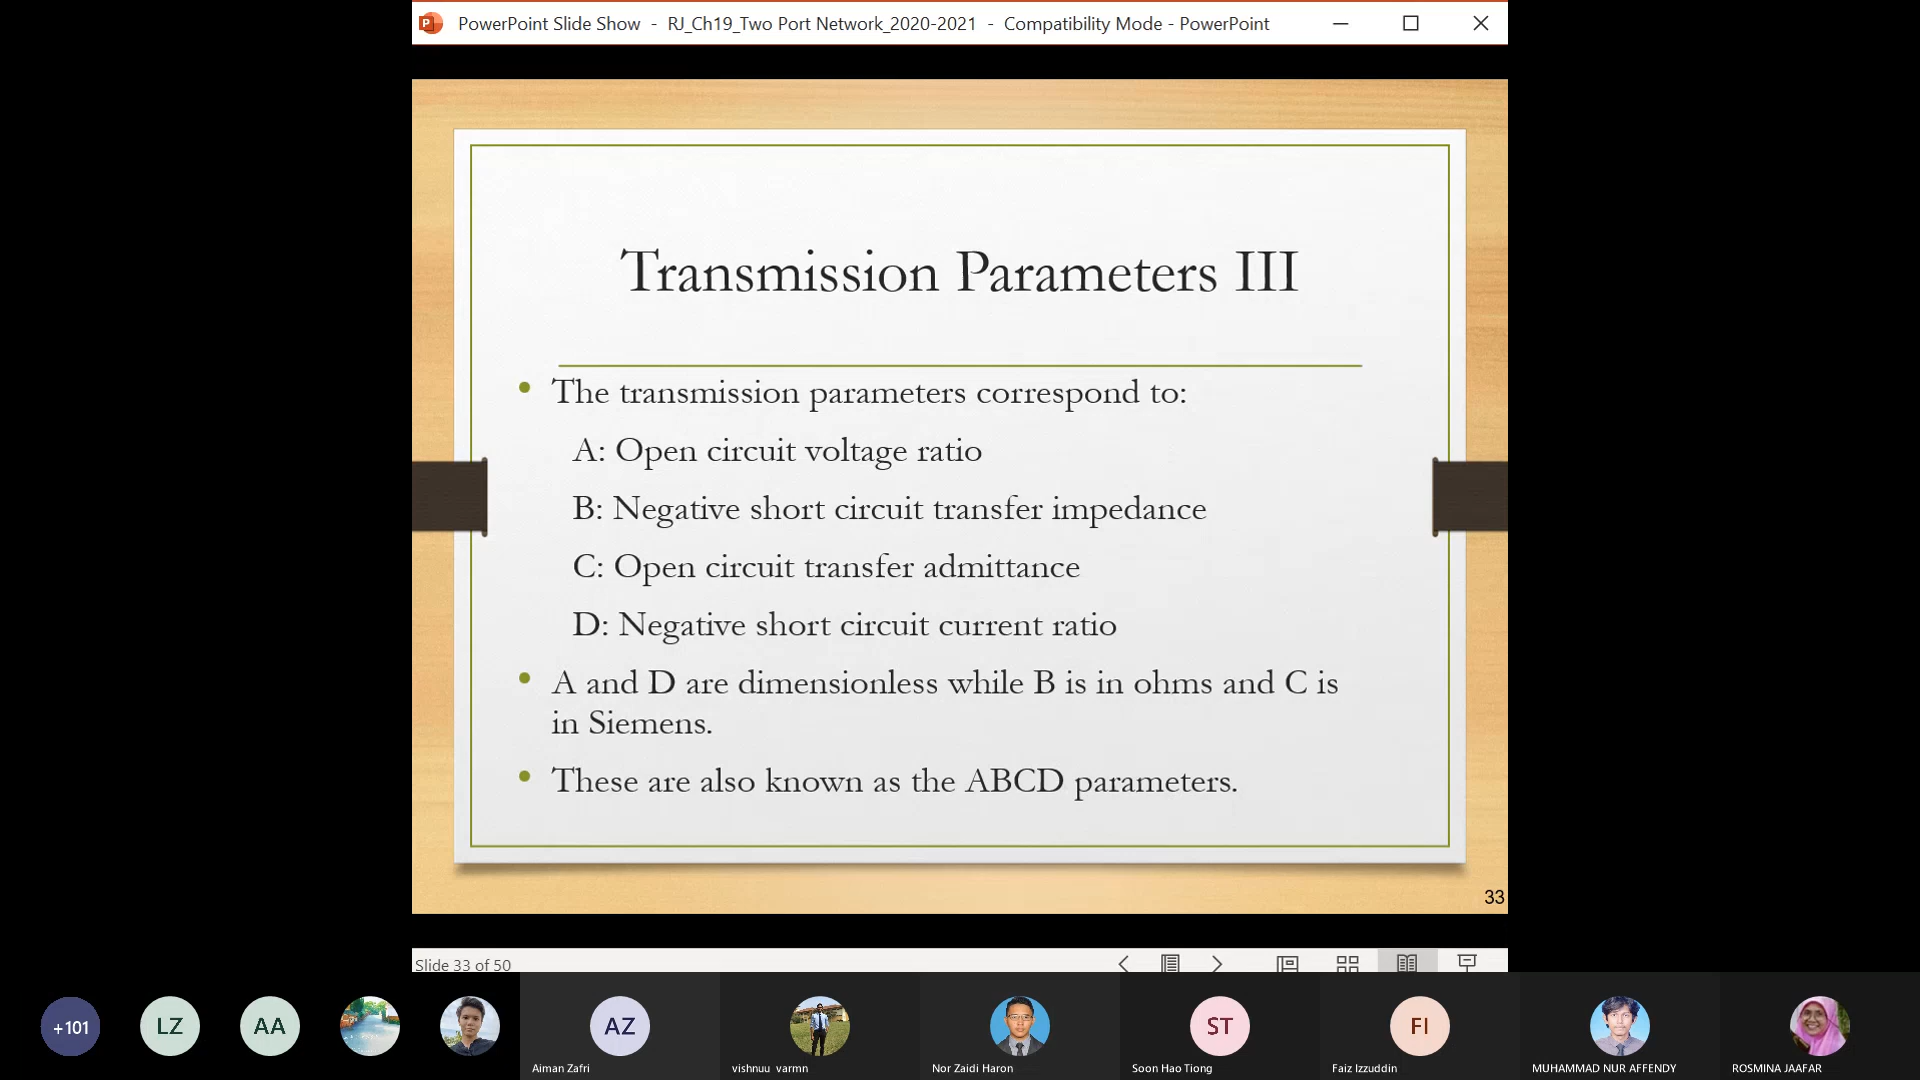 PowerPoint Slide Show - RJ_Ch19_Two Port Network_2020-2021 - Compatibility Mode - PowerPoint
Transmission Parameters III
• The transmission parameters correspond to:
A: Open circuit voltage ratio
B: Negative short circuit transfer impedance
C: Open circuit transfer admittance
D: Negative short circuit current ratio
• A and D are dimensionless while B is in ohms and C is
in Siemens.
• These are also known as the ABCD parameters.
33
Slide 33 of 50
+101
LZ
AA
AZ
ST
FI
Aiman Zafri
vishnuu varmn
Nor Zaidi Haron
Soon Hao Tiong
Faiz Izzuddin
MUHAMMAD NUR AFFENDY
ROSMINA JAAFAR